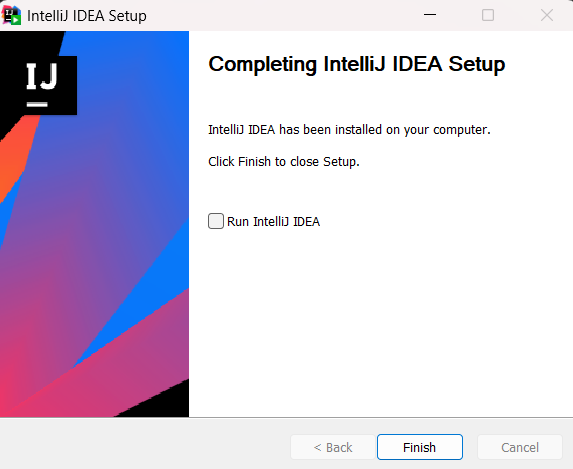 IntelliJ IDEA Setup
IJ
Completing IntelliJ IDEA Setup
IntelliJ IDEA has been installed on your computer.
Click Finish to close Setup.
Run IntelliJ IDEA
< Back
Finish
Cancel